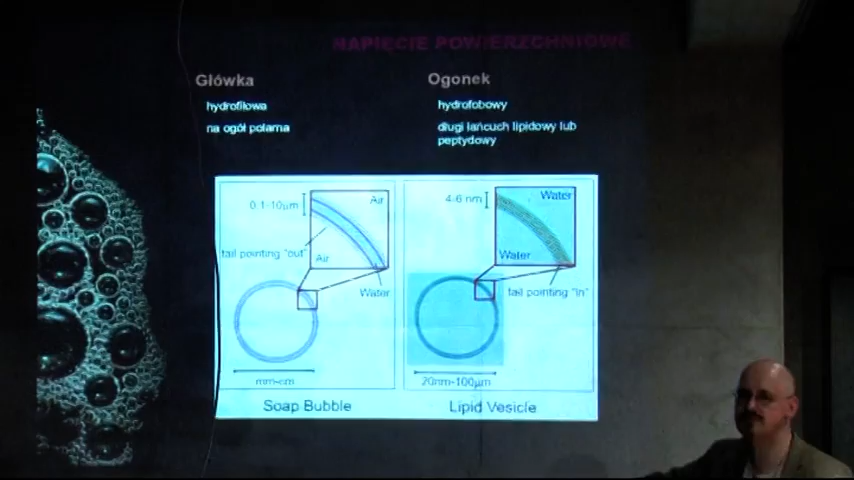 NAPIĘCIE POWIERZCHNIOWE
Główka
hydrofilowa
na ogół polarna
Ogonek
hydrofobowy
długi łańcuch lipidowy lub
peptydowy
0.1-10µm
Air
tail pointing "out"
Air
Water
mm-cm
Soap Bubble
4-6 nm
Water
Water
tail pointing "in"
20nm-100µm
Lipid Vesicle